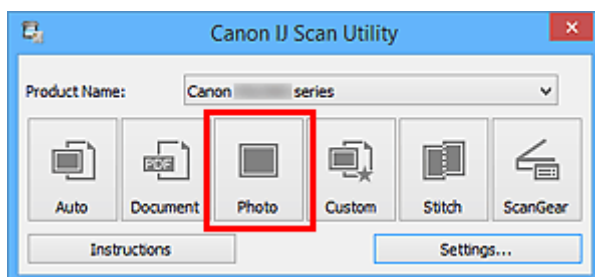 Canon IJ Scan Utility
Product Name: Canon series
PDF
Auto Document Photo Custom Stitch ScanGear
Instructions Settings...